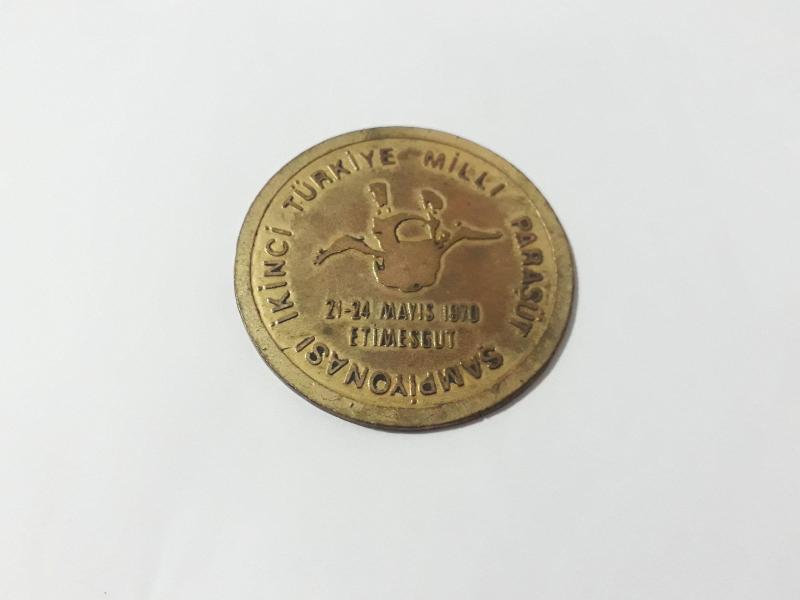 İKİNCİ TÜRKİYE MİLLİ PARAŞÜT ŞAMPİYONASI
21-24 MAYIS 1970
ETİMESGUT